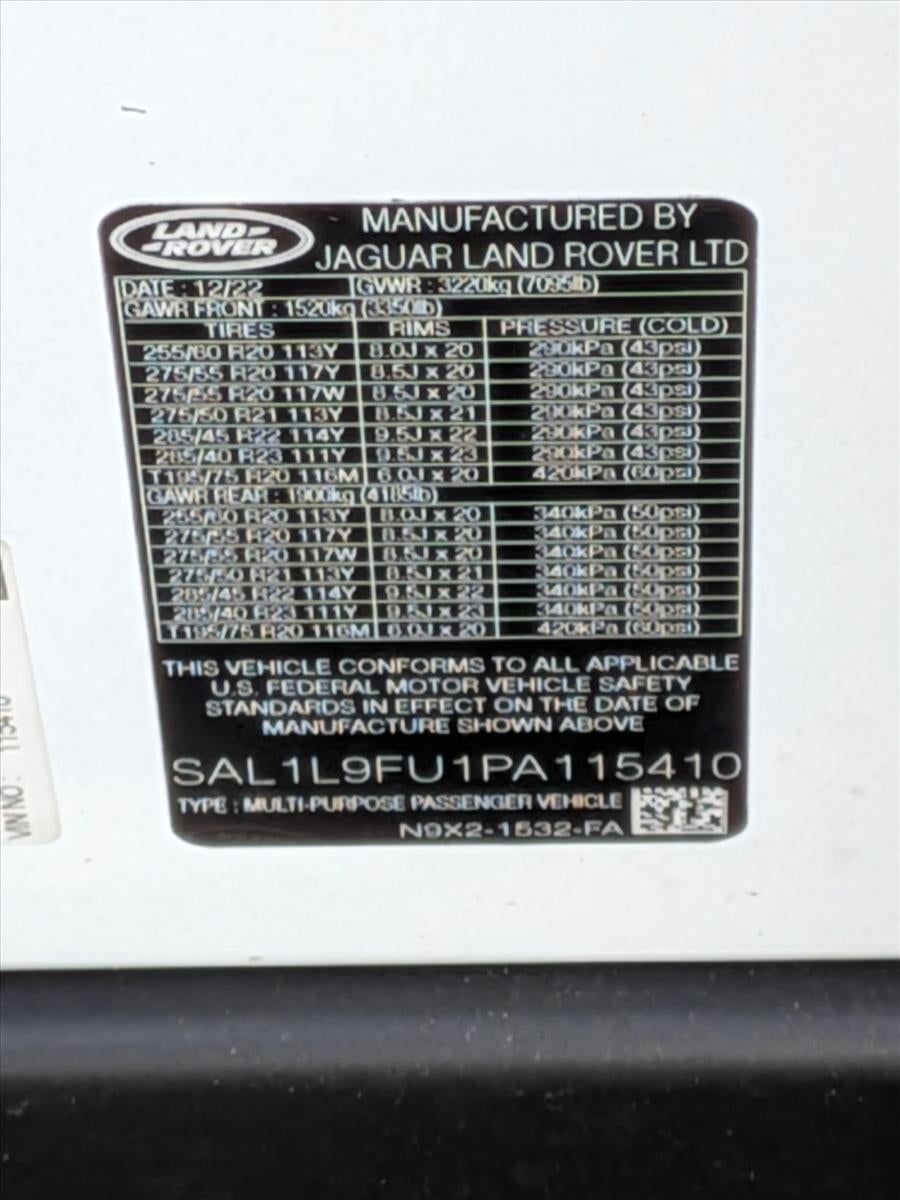 LAND-
-ROVER
MANUFACTURED BY
JAGUAR LAND ROVER LTD
DATE : 12/22 GVWR : 3220kg (7095lb)
GAWR FRONT : 1520kg (3350lb)
TIRES RIMS PRESSURE (COLD)
255/60 R20 113Y 8.0J x 20 290kPa (43psi)
275/55 R20 117Y 8.5J x 20 290kPa (43psi)
275/55 R20 117W 8.5J x 20 290kPa (43psi)
275/50 R21 113Y 8.5J x 21 290kPa (43psi)
285/45 R22 114Y 9.5J x 22 290kPa (43psi)
285/40 R23 111Y 9.5J x 23 290kPa (43psi)
T195/75 R20 116M 6.0J x 20 420kPa (60psi)
GAWR REAR : 1900kg (4185lb)
255/60 R20 113Y 8.0J x 20 340kPa (50psi)
275/55 R20 117Y 8.5J x 20 340kPa (50psi)
275/55 R20 117W 8.5J x 20 340kPa (50psi)
275/50 R21 113Y 8.5J x 21 340kPa (50psi)
285/45 R22 114Y 9.5J x 22 340kPa (50psi)
285/40 R23 111Y 9.5J x 23 340kPa (50psi)
T195/75 R20 116M 6.0J x 20 420kPa (60psi)
THIS VEHICLE CONFORMS TO ALL APPLICABLE
U.S. FEDERAL MOTOR VEHICLE SAFETY
STANDARDS IN EFFECT ON THE DATE OF
MANUFACTURE SHOWN ABOVE
SAL1L9FU1PA115410
TYPE : MULTI-PURPOSE PASSENGER VEHICLE
N9X2-1532-FA
VIN NO: 115410